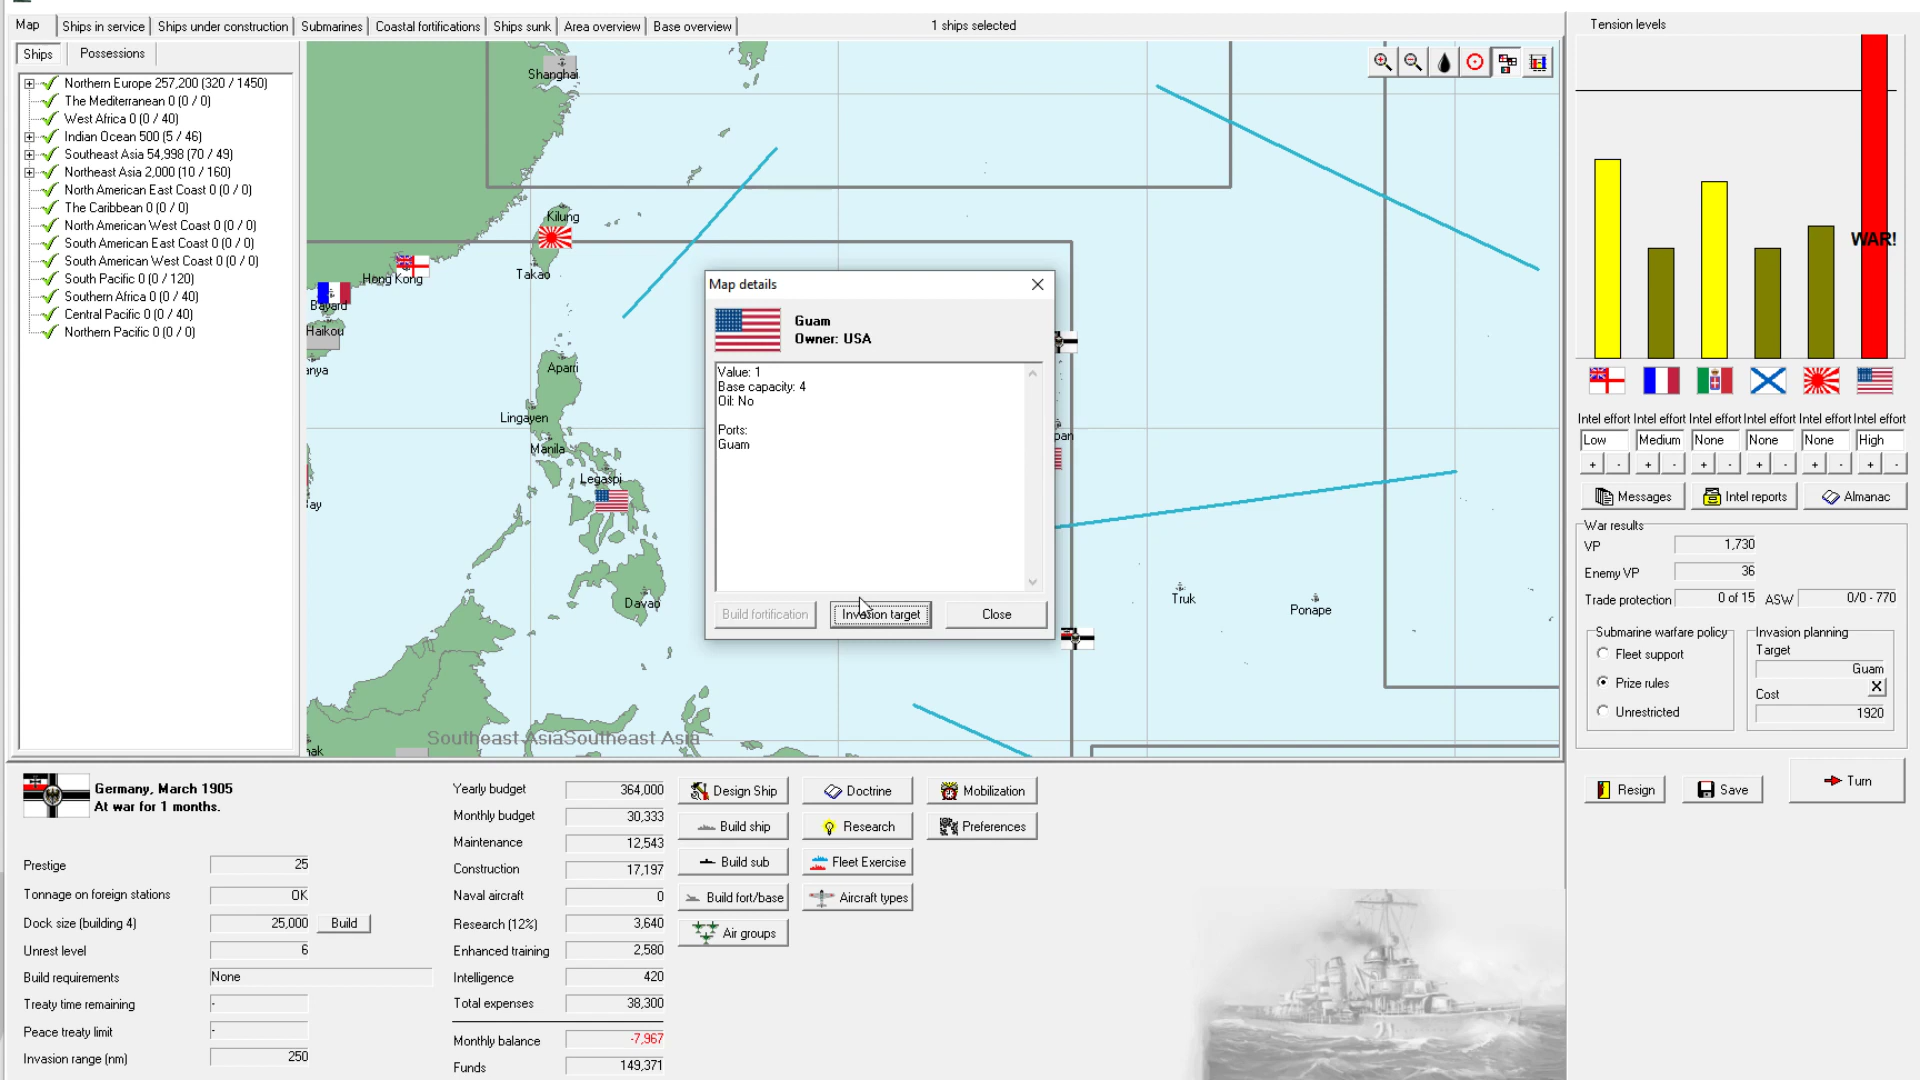 Map
Ships in service
Ships under construction
Submarines
Coastal fortifications
Ships sunk
Area overview
Base overview
1 ships selected
Tension levels
Ships
Possessions
Northern Europe 257,200 (320 / 1450)
The Mediterranean 0 (0 / 0)
West Africa 0 (0 / 40)
Indian Ocean 500 (5 / 46)
Southeast Asia 54,998 (70 / 49)
Northeast Asia 2,000 (10 / 160)
North American East Coast 0 (0 / 0)
The Caribbean 0 (0 / 0)
North American West Coast 0 (0 / 0)
South American East Coast 0 (0 / 0)
South American West Coast 0 (0 / 0)
South Pacific 0 (0 / 120)
Southern Africa 0 (0 / 40)
Central Pacific 0 (0 / 40)
Northern Pacific 0 (0 / 0)
Shanghai
Kilung
Takao
Hong Kong
Bayard
Haikou
anya
Aparri
Lingayen
Manila
Legaspi
ay
Davao
pan
Truk
Ponape
nak
Southeast Asia Southeast Asia
Map details
Guam
Owner: USA
Value: 1
Base capacity: 4
Oil: No
Ports:
Guam
Build fortification
Invasion target
Close
WAR!
Intel effort Intel effort Intel effort Intel effort Intel effort Intel effort
Low Medium None None None High
+ - + - + - + - + - + -
Messages
Intel reports
Almanac
War results
VP 1,730
Enemy VP 36
Trade protection 0 of 15 ASW 0/0 - 770
Submarine warfare policy
Fleet support
Prize rules
Unrestricted
Invasion planning
Target
Guam
Cost X
1920
Resign
Save
Turn
Germany, March 1905
At war for 1 months.
Prestige 25
Tonnage on foreign stations OK
Dock size (building 4) 25,000 Build
Unrest level 6
Build requirements None
Treaty time remaining -
Peace treaty limit -
Invasion range (nm) 250
Yearly budget 364,000
Monthly budget 30,333
Maintenance 12,543
Construction 17,197
Naval aircraft 0
Research (12%) 3,640
Enhanced training 2,580
Intelligence 420
Total expenses 38,300
Monthly balance -7,967
Funds 149,371
Design Ship
Build ship
Build sub
Build fort/base
Air groups
Doctrine
Research
Fleet Exercise
Aircraft types
Mobilization
Preferences